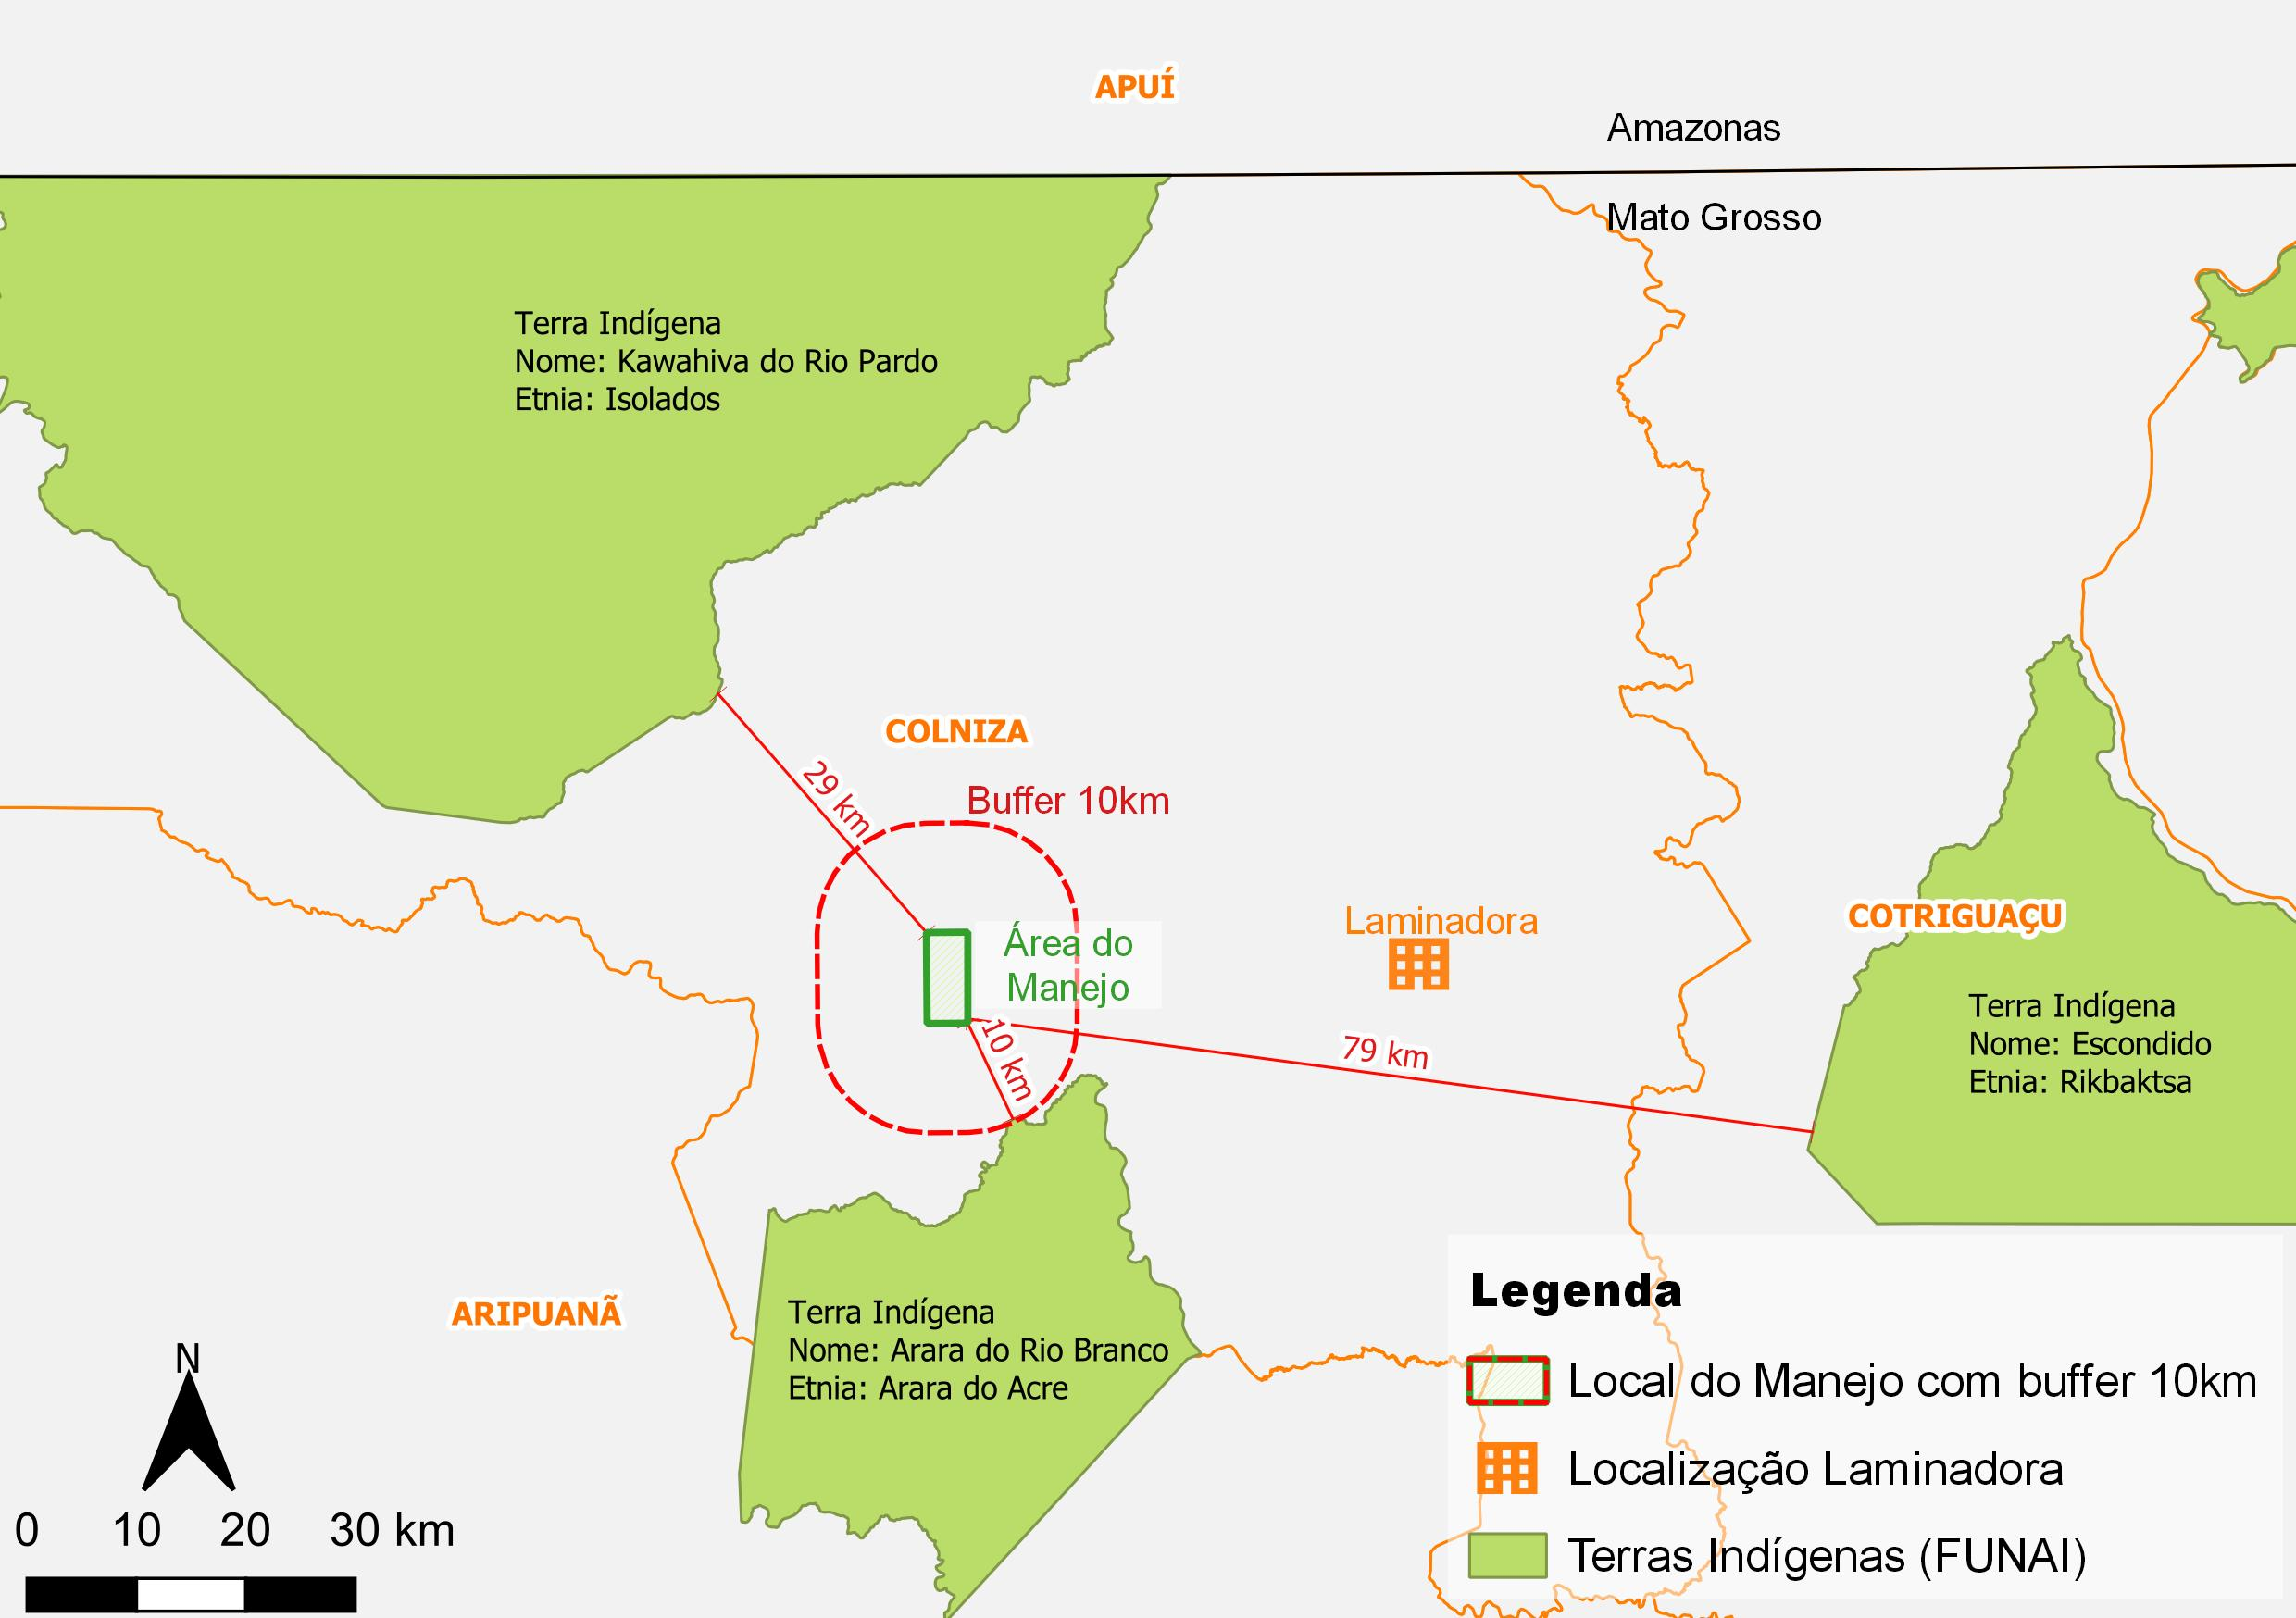 APUÍ
Amazonas
Mato Grosso
Terra Indígena
Nome: Kawahiva do Rio Pardo
Etnia: Isolados
COLNIZA
29 km
Buffer 10km
Laminadora
COTRIGUAÇU
Área do
Manejo
10 km
79 km
Terra Indígena
Nome: Escondido
Etnia: Rikbaktsa
ARIPUANÃ
Terra Indígena
Nome: Arara do Rio Branco
Etnia: Arara do Acre
N
0 10 20 30 km
Legenda
Local do Manejo com buffer 10km
Localização Laminadora
Terras Indígenas (FUNAI)